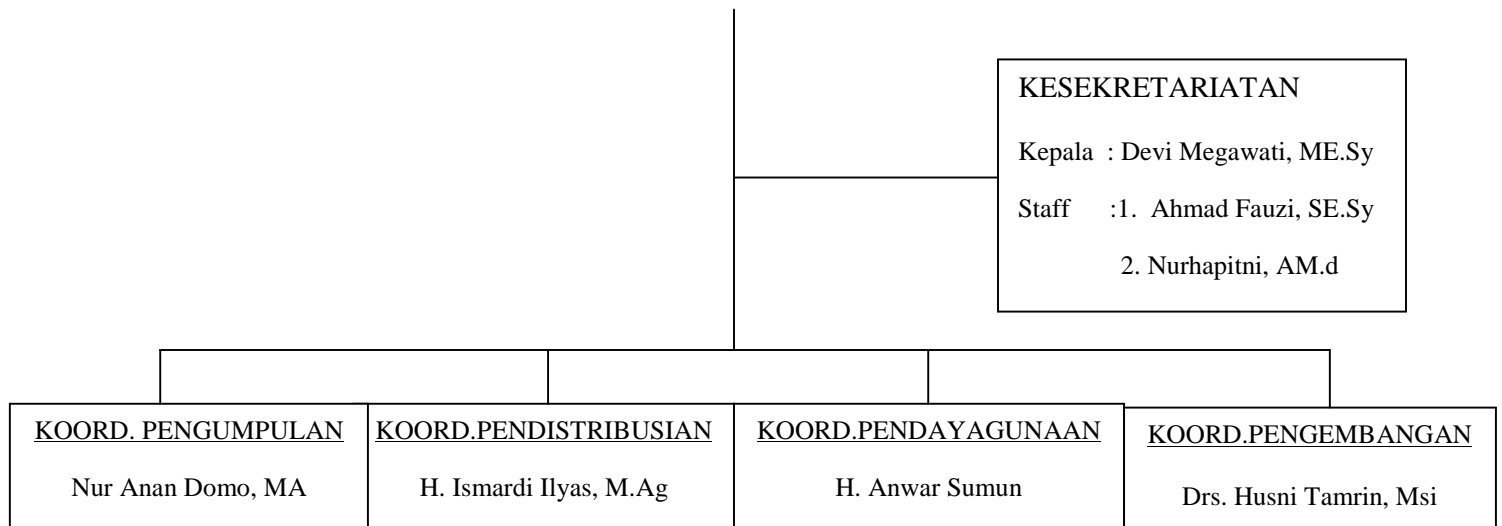 KESEKRETARIATAN
Kepala : Devi Megawati, ME.Sy
Staff :1. Ahmad Fauzi, SE.Sy
2. Nurhapitni, AM.d
KOORD. PENGUMPULAN
Nur Anan Domo, MA
KOORD.PENDISTRIBUSIAN
H. Ismardi Ilyas, M.Ag
KOORD.PENDAYAGUNAAN
H. Anwar Sumun
KOORD.PENGEMBANGAN
Drs. Husni Tamrin, Msi